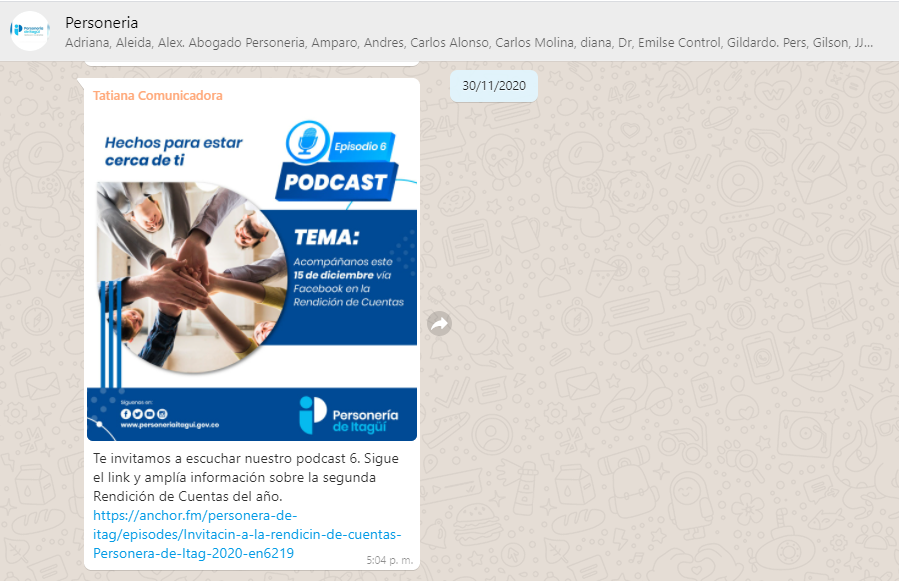 Personeria
Adriana, Aleida, Alex. Abogado Personeria, Amparo, Andres, Carlos Alonso, Carlos Molina, diana, Dr, Emilse Control, Gildardo. Pers, Gilson, JJ...
30/11/2020
Tatiana Comunicadora
Hechos para estar
cerca de ti
Episodio 6
PODCAST
TEMA:
Acompáñanos este
15 de diciembre vía
Facebook en la
Rendición de Cuentas
Síguenos en:
www.personeriaitagui.gov.co
Personería
de Itagüí
Te invitamos a escuchar nuestro podcast 6. Sigue
el link y amplía información sobre la segunda
Rendición de Cuentas del año.
https://anchor.fm/personera-de-
itag/episodes/Invitacin-a-la-rendicin-de-cuentas-
Personera-de-Itag-2020-en6219
5:04 p. m.